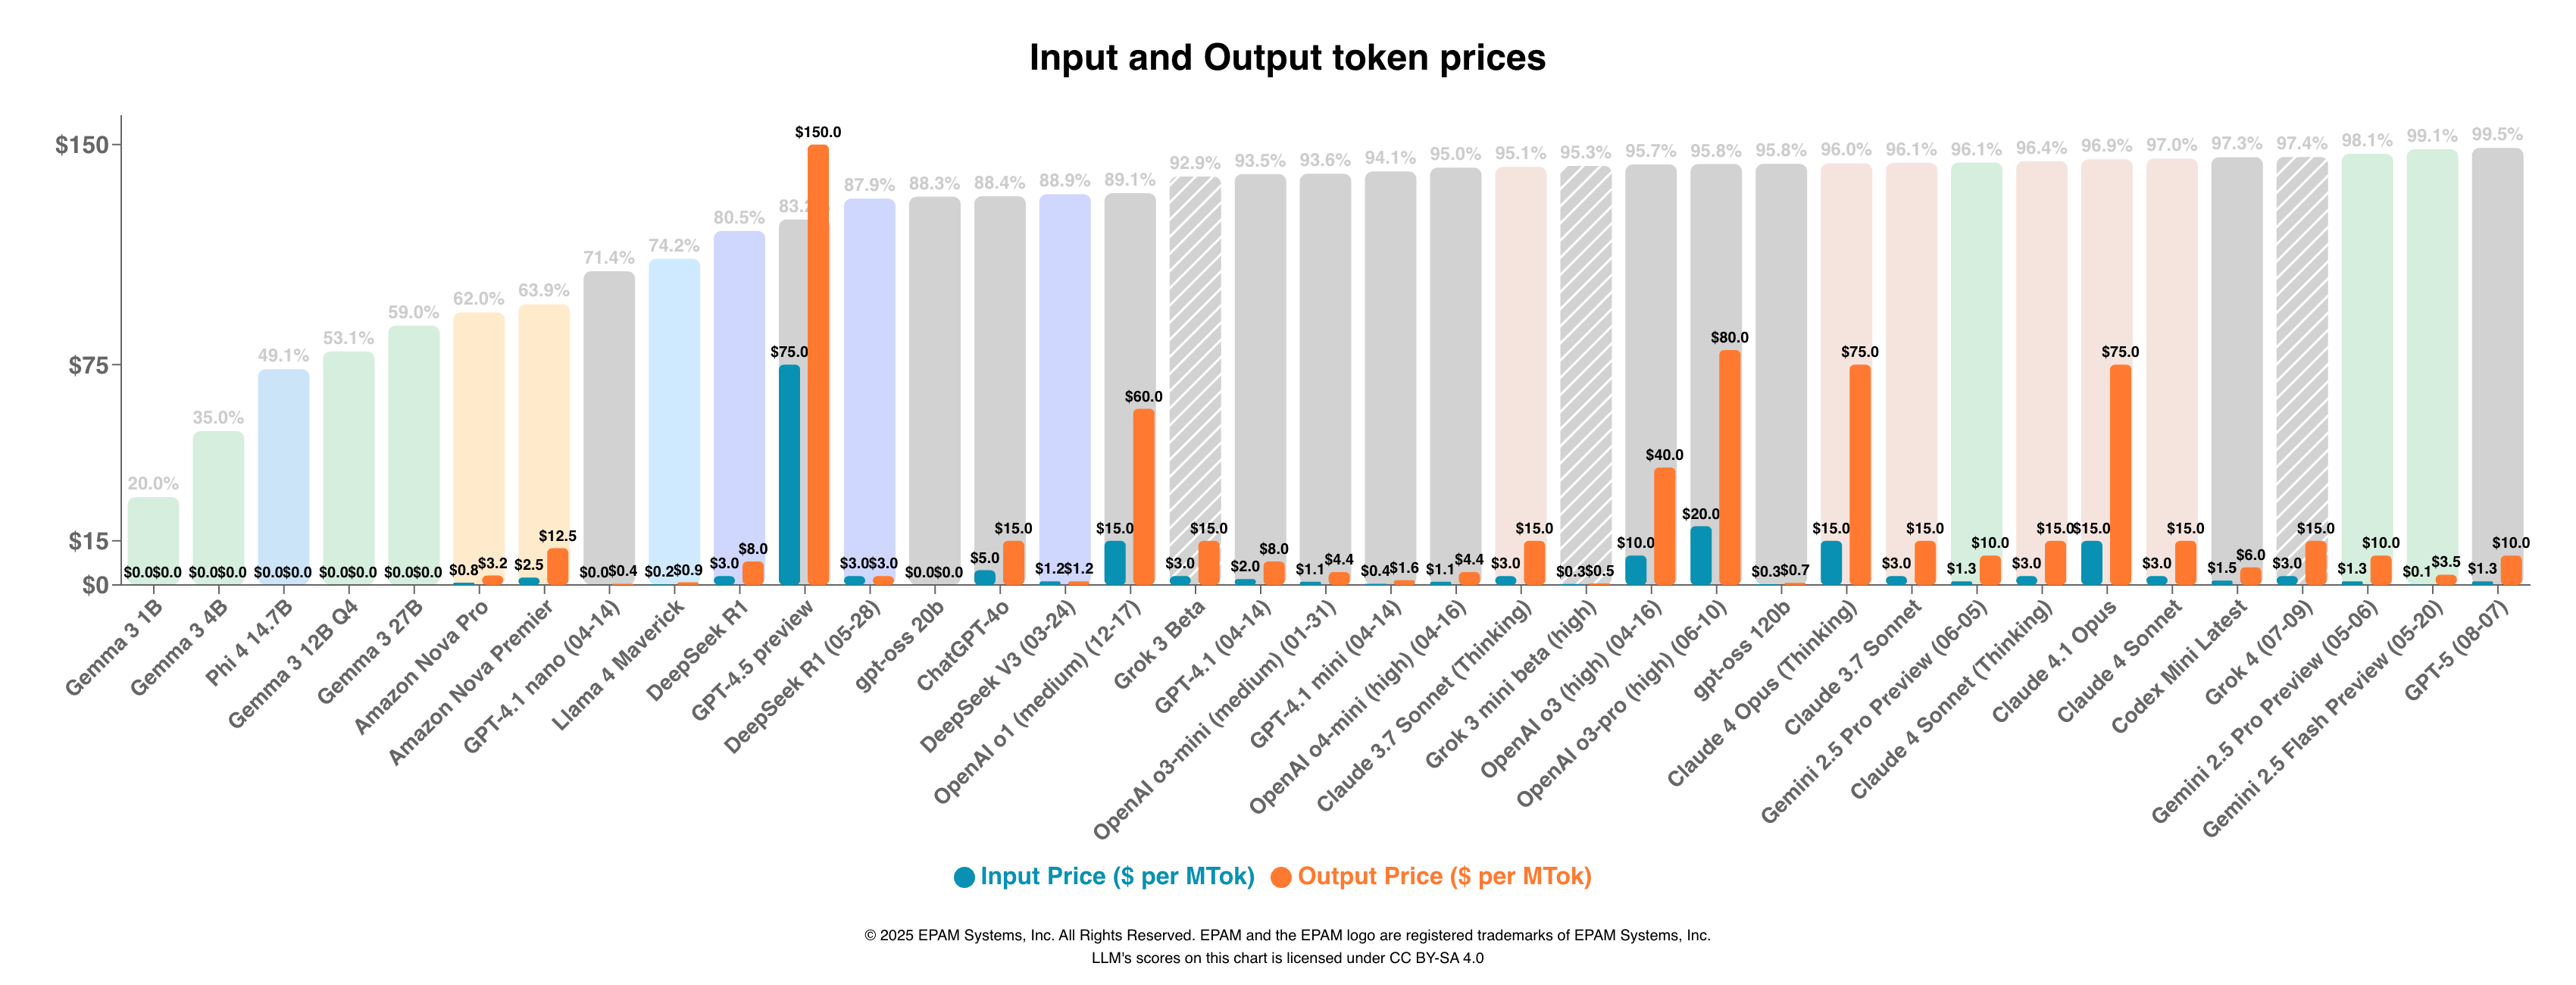 Input and Output token prices
$150
$75
$15
$0
20.0%
35.0%
49.1%
53.1%
59.0%
62.0%
63.9%
71.4%
74.2%
80.5%
87.9%
88.3%
88.4%
88.9%
89.1%
92.9%
93.5%
93.6%
94.1%
95.0%
95.1%
95.3%
95.7%
95.8%
95.8%
96.0%
96.1%
96.1%
96.4%
96.9%
97.0%
97.3%
97.4%
98.1%
99.1%
99.5%
$0.0 $0.0
$0.0 $0.0
$0.0 $0.0
$0.0 $0.0
$0.0 $0.0
$0.8 $3.2
$2.5 $12.5
$0.0 $0.4
$0.2 $0.9
$3.0 $8.0
$75.0 $150.0
$3.0 $3.0
$0.0 $0.0
$5.0 $15.0
$1.2 $1.2
$15.0 $60.0
$3.0 $15.0
$2.0 $8.0
$1.1 $4.4
$0.4 $1.6
$1.1 $4.4
$3.0 $15.0
$0.3 $0.5
$10.0 $40.0
$20.0 $80.0
$0.3 $0.7
$15.0 $75.0
$3.0 $15.0
$1.3 $10.0
$3.0 $15.0
$15.0 $75.0
$3.0 $15.0
$1.5 $6.0
$3.0 $15.0
$1.3 $10.0
$0.1 $3.5
$1.3 $10.0
Gemma 3 1B
Gemma 3 4B
Phi 4 14.7B
Gemma 3 12B Q4
Gemma 3 27B
Amazon Nova Pro
Amazon Nova Premier
GPT-4.1 nano (04-14)
Llama 4 Maverick
DeepSeek R1
GPT-4.5 preview
DeepSeek R1 (05-28)
gpt-oss 20b
ChatGPT-4o
DeepSeek V3 (03-24)
OpenAI o1 (medium) (12-17)
Grok 3 Beta
GPT-4.1 (04-14)
OpenAI o3-mini (medium) (01-31)
GPT-4.1 mini (04-14)
OpenAI o4-mini (high) (04-16)
Claude 3.7 Sonnet (Thinking)
Grok 3 mini beta (high)
OpenAI o3 (high) (04-16)
OpenAI o3-pro (high) (06-10)
gpt-oss 120b
Claude 4 Opus (Thinking)
Claude 3.7 Sonnet
Gemini 2.5 Pro Preview (06-05)
Claude 4 Sonnet (Thinking)
Claude 4.1 Opus
Claude 4 Sonnet
Codex Mini Latest
Grok 4 (07-09)
Gemini 2.5 Pro Preview (05-06)
Gemini 2.5 Flash Preview (05-20)
GPT-5 (08-07)
Input Price ($ per MTok) Output Price ($ per MTok)
© 2025 EPAM Systems, Inc. All Rights Reserved. EPAM and the EPAM logo are registered trademarks of EPAM Systems, Inc.
LLM's scores on this chart is licensed under CC BY-SA 4.0